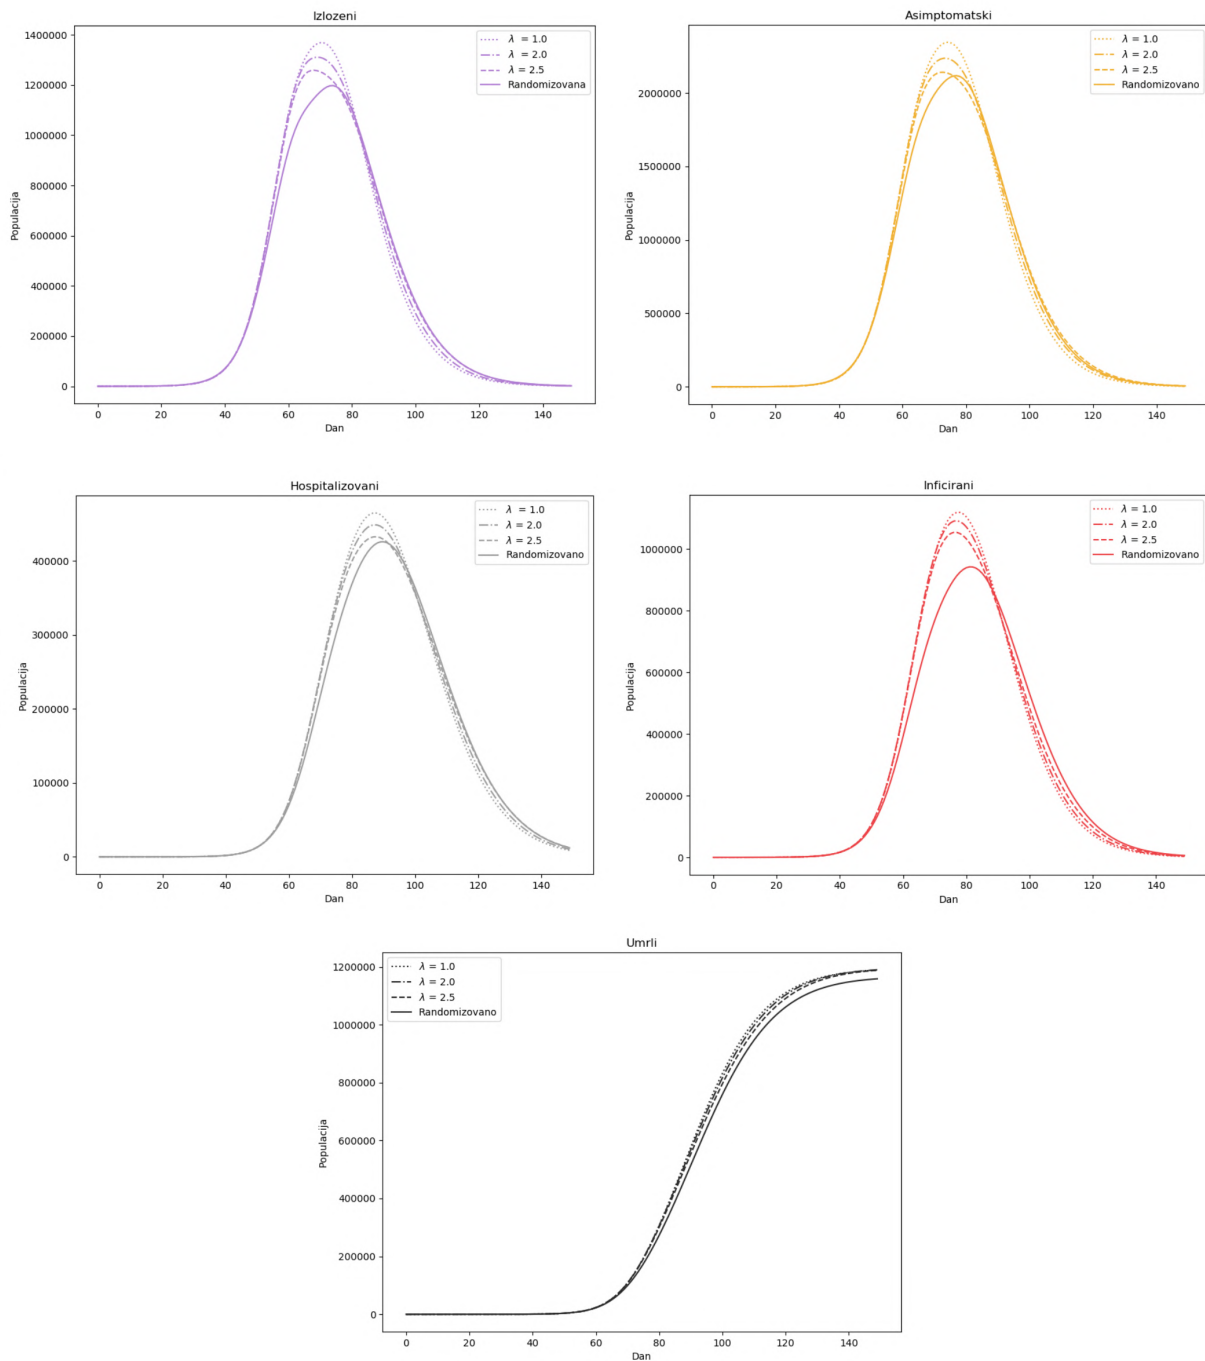 Izlozeni
1400000
1200000
1000000
800000
600000
400000
200000
0
Populacija
λ = 1.0
λ = 2.0
λ = 2.5
Randomizovana
0 20 40 60 80 100 120 140
Dan
Asimptomatski
2000000
1500000
1000000
500000
0
Populacija
λ = 1.0
λ = 2.0
λ = 2.5
Randomizovano
0 20 40 60 80 100 120 140
Dan
Hospitalizovani
400000
300000
200000
100000
0
Populacija
λ = 1.0
λ = 2.0
λ = 2.5
Randomizovano
0 20 40 60 80 100 120 140
Dan
Inficirani
1000000
800000
600000
400000
200000
0
Populacija
λ = 1.0
λ = 2.0
λ = 2.5
Randomizovano
0 20 40 60 80 100 120 140
Dan
Umrli
1200000
1000000
800000
600000
400000
200000
0
Populacija
λ = 1.0
λ = 2.0
λ = 2.5
Randomizovano
0 20 40 60 80 100 120 140
Dan